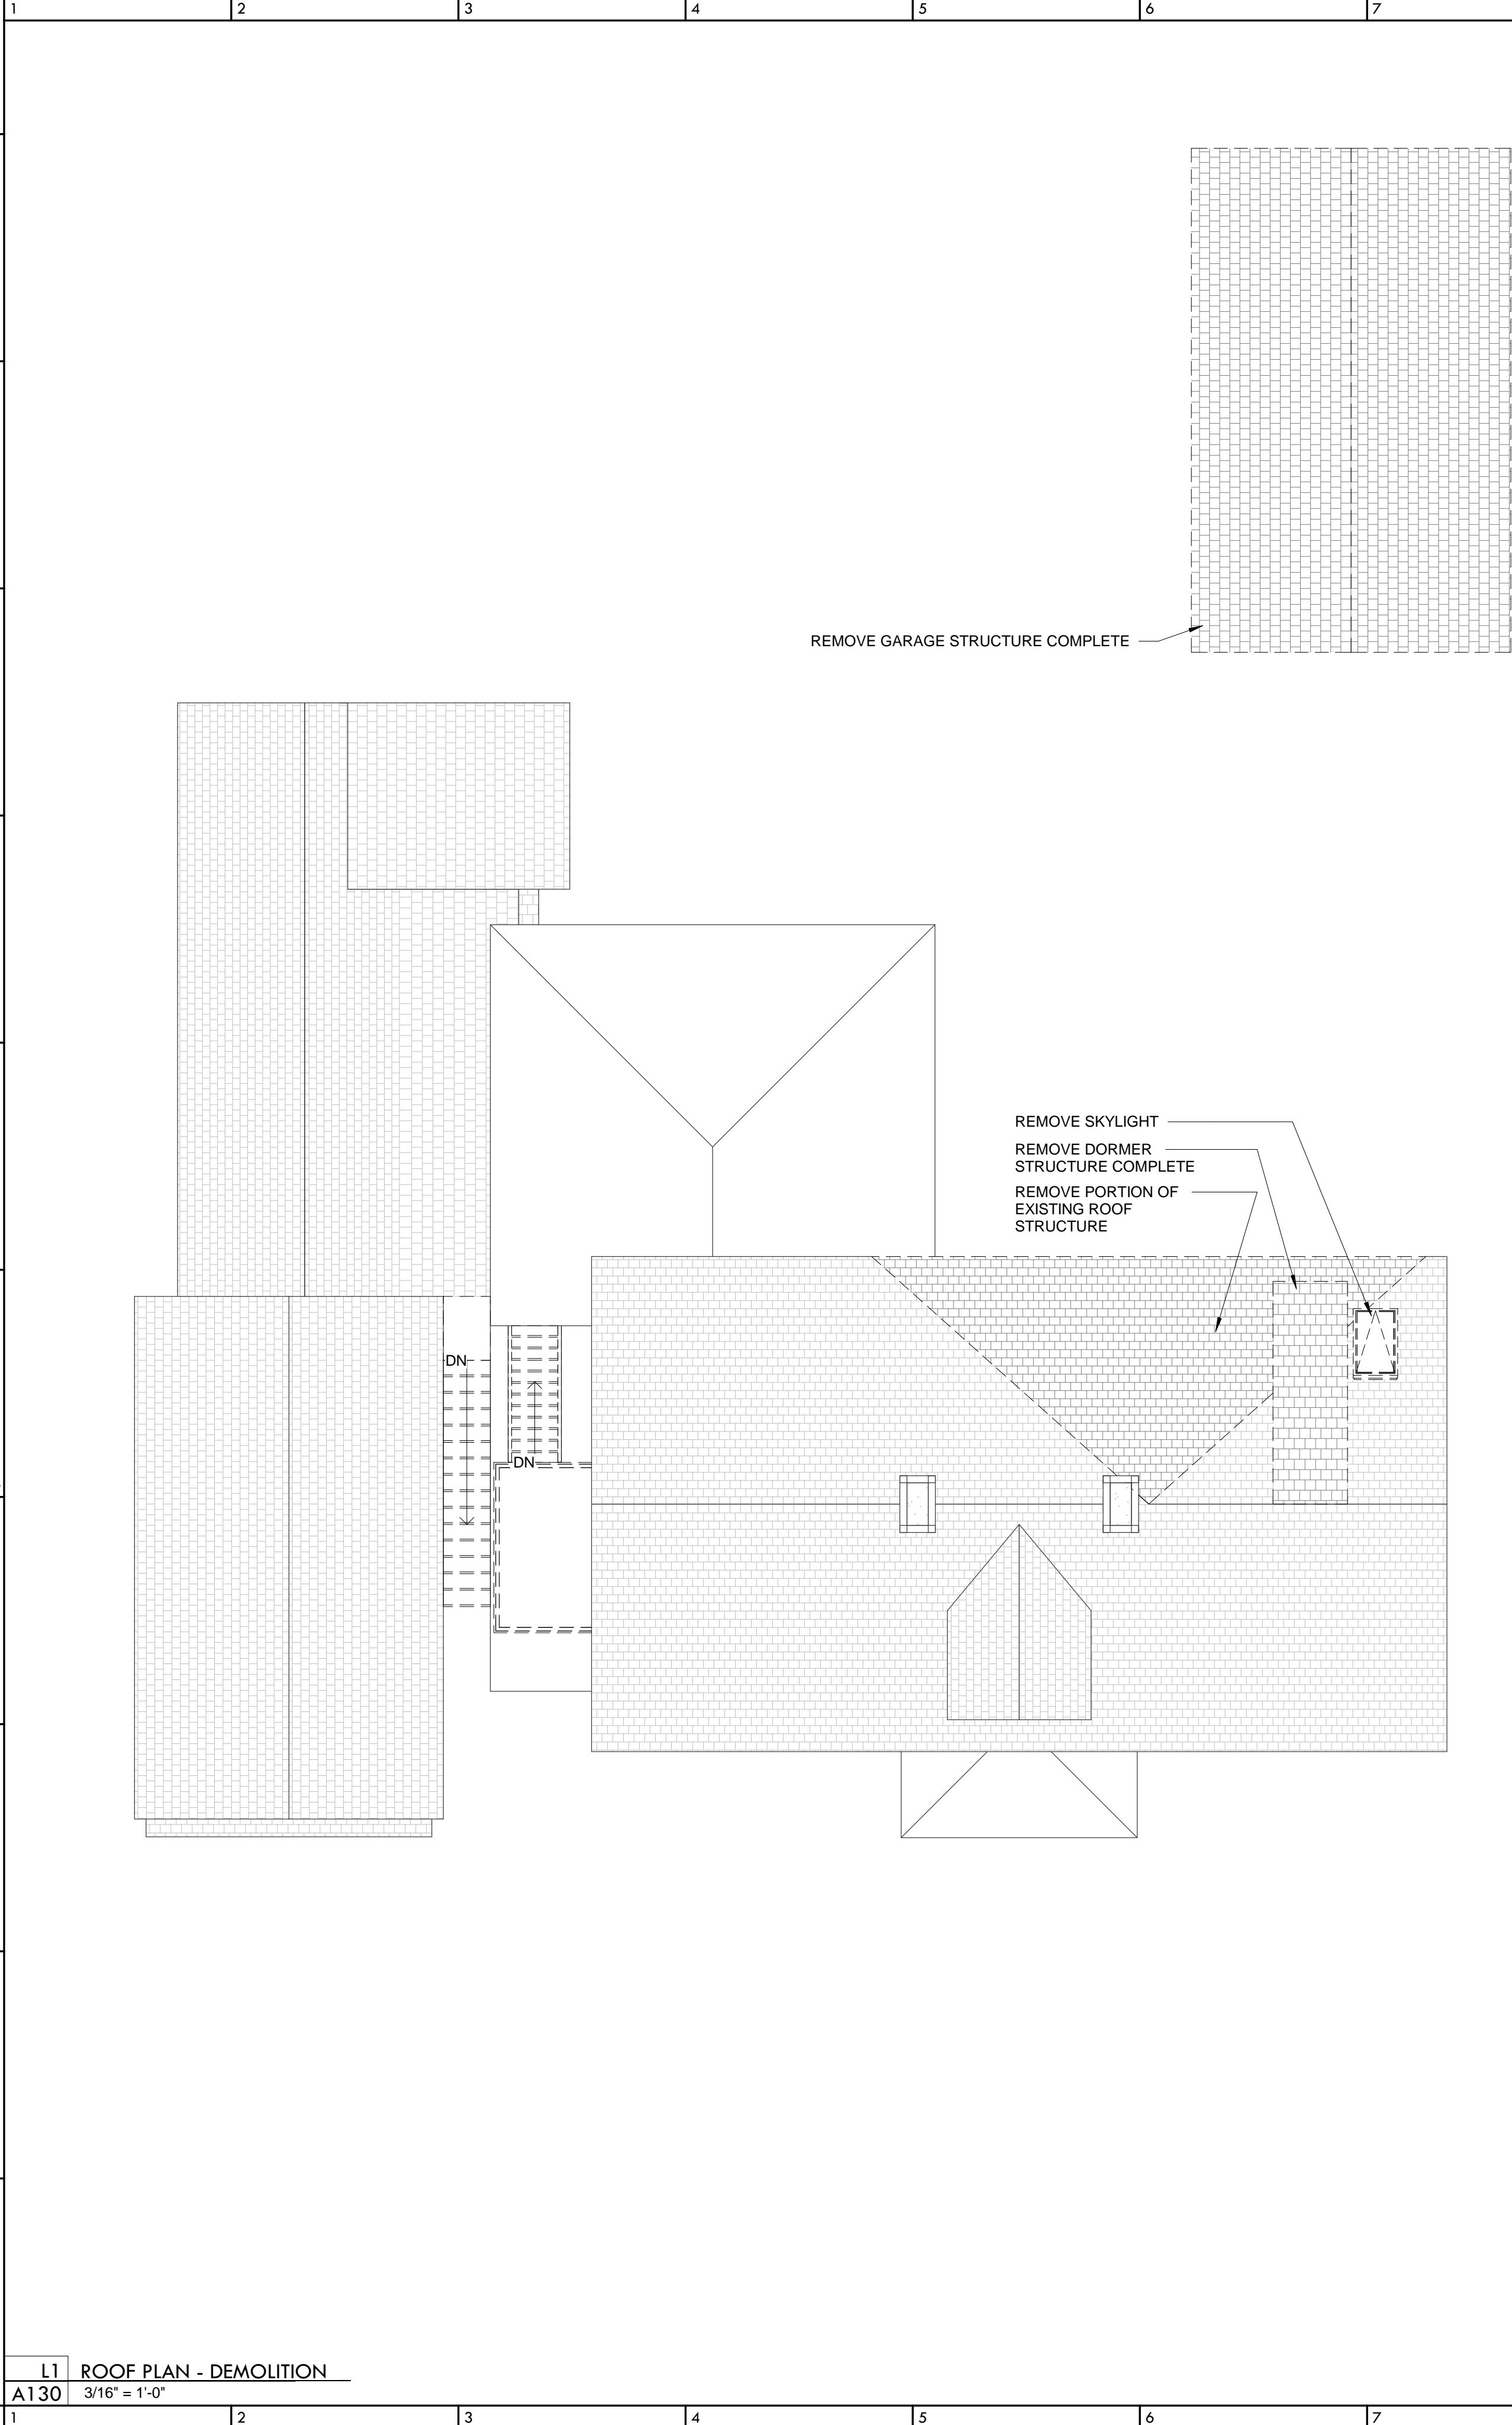 1 2 3 4 5 6 7
REMOVE GARAGE STRUCTURE COMPLETE
REMOVE SKYLIGHT
REMOVE DORMER
STRUCTURE COMPLETE
REMOVE PORTION OF
EXISTING ROOF
STRUCTURE
DN
DN
L1 ROOF PLAN - DEMOLITION
A130 3/16" = 1'-0"
1 2 3 4 5 6 7